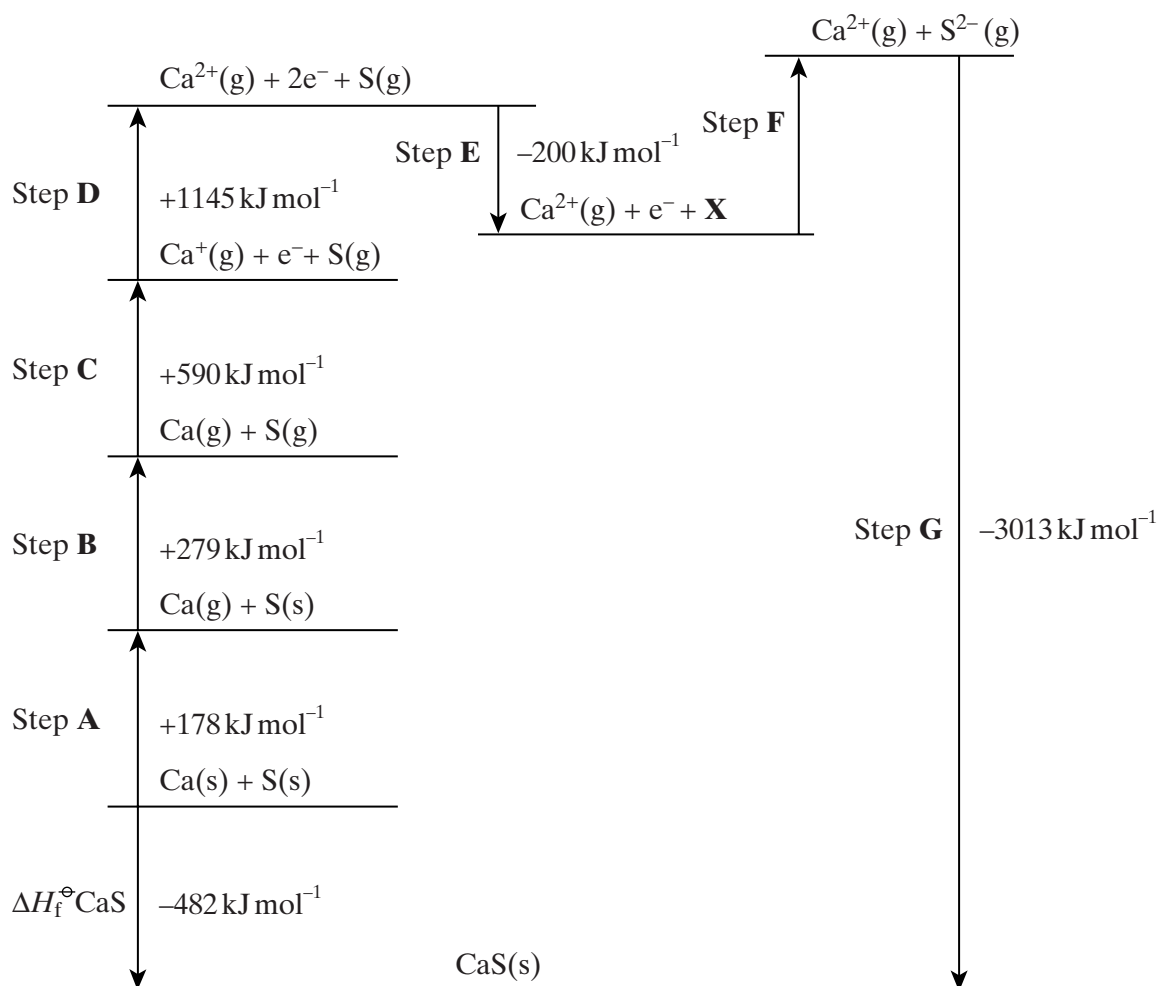 Ca²⁺(g) + S²⁻ (g)
Ca²⁺(g) + 2e⁻ + S(g)
Step F
Step E –200 kJ mol⁻¹
Step D +1145 kJ mol⁻¹
Ca²⁺(g) + e⁻ + X
Ca⁺(g) + e⁻ + S(g)
Step C +590 kJ mol⁻¹
Ca(g) + S(g)
Step B +279 kJ mol⁻¹
Step G –3013 kJ mol⁻¹
Ca(g) + S(s)
Step A +178 kJ mol⁻¹
Ca(s) + S(s)
ΔH_f^⦵ CaS –482 kJ mol⁻¹
CaS(s)